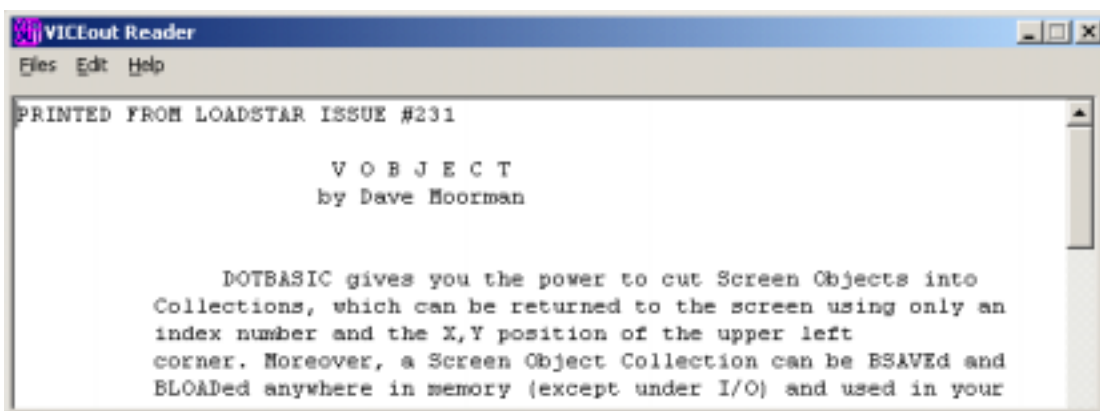 VICEout Reader
Files Edit Help
PRINTED FROM LOADSTAR ISSUE #231
V O B J E C T
by Dave Moorman
DOTBASIC gives you the power to cut Screen Objects into
Collections, which can be returned to the screen using only an
index number and the X,Y position of the upper left
corner. Moreover, a Screen Object Collection can be BSAVEd and
BLOADed anywhere in memory (except under I/O) and used in your